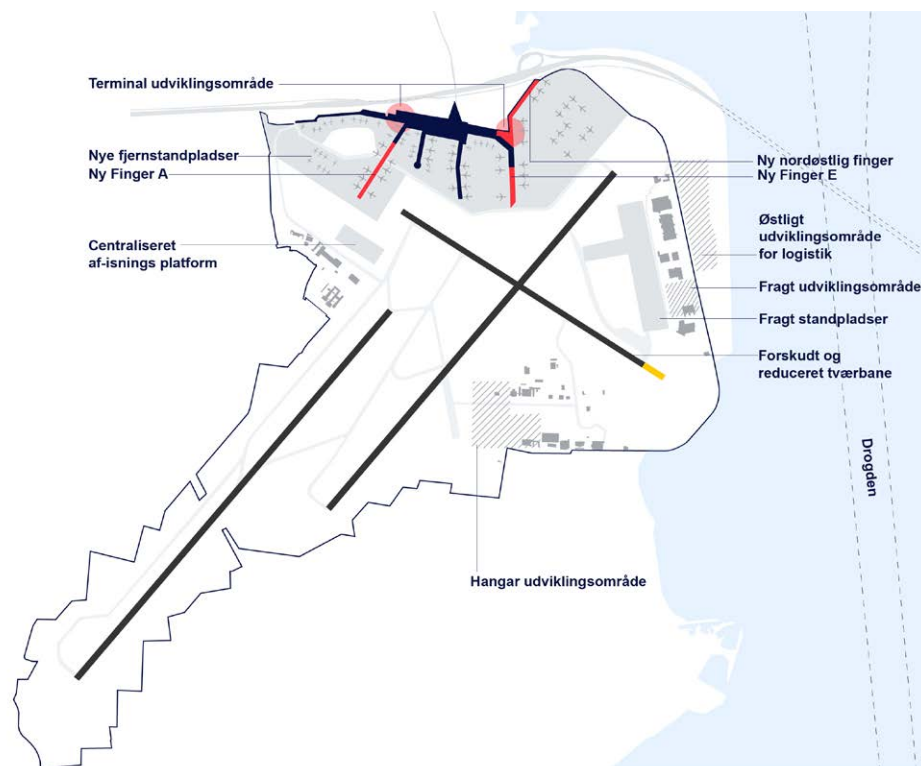 Terminal udviklingsområde
Nye fjernstandpladser
Ny Finger A
Centraliseret
af-isnings platform
Ny nordøstlig finger
Ny Finger E
Østligt
udviklingsområde
for logistik
Fragt udviklingsområde
Fragt standpladser
Forskudt og
reduceret tværbane
Drogden
Hangar udviklingsområde